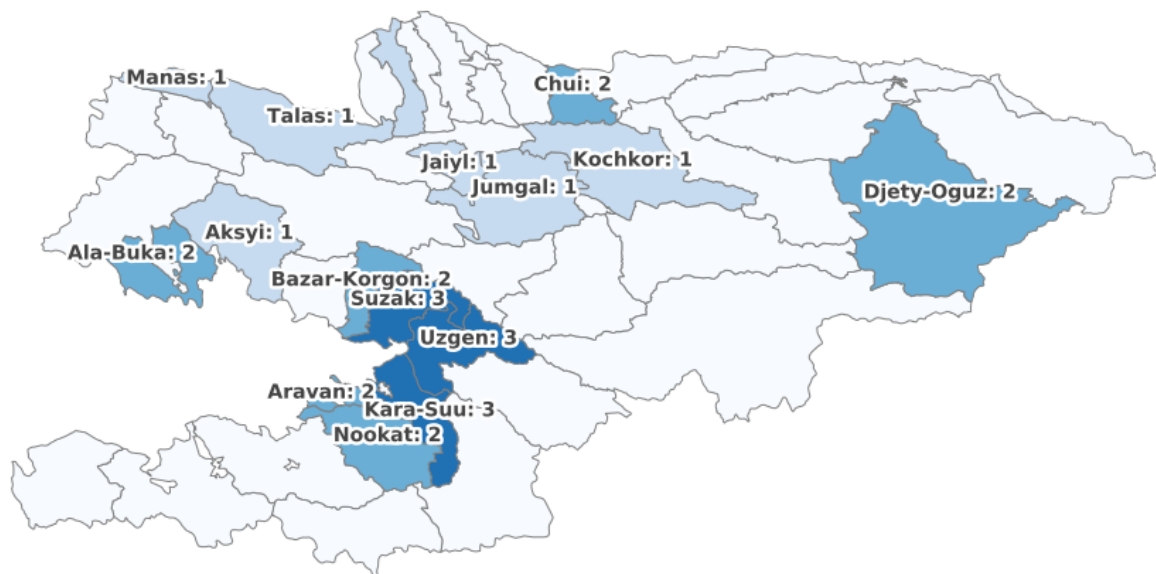 Manas: 1
Chui: 2
Talas: 1
Jaiyl: 1
Kochkor: 1
Jumgal: 1
Djety-Oguz: 2
Aksyi: 1
Ala-Buka: 2
Bazar-Korgon: 2
Suzak: 3
Uzgen: 3
Aravan: 2
Kara-Suu: 3
Nookat: 2